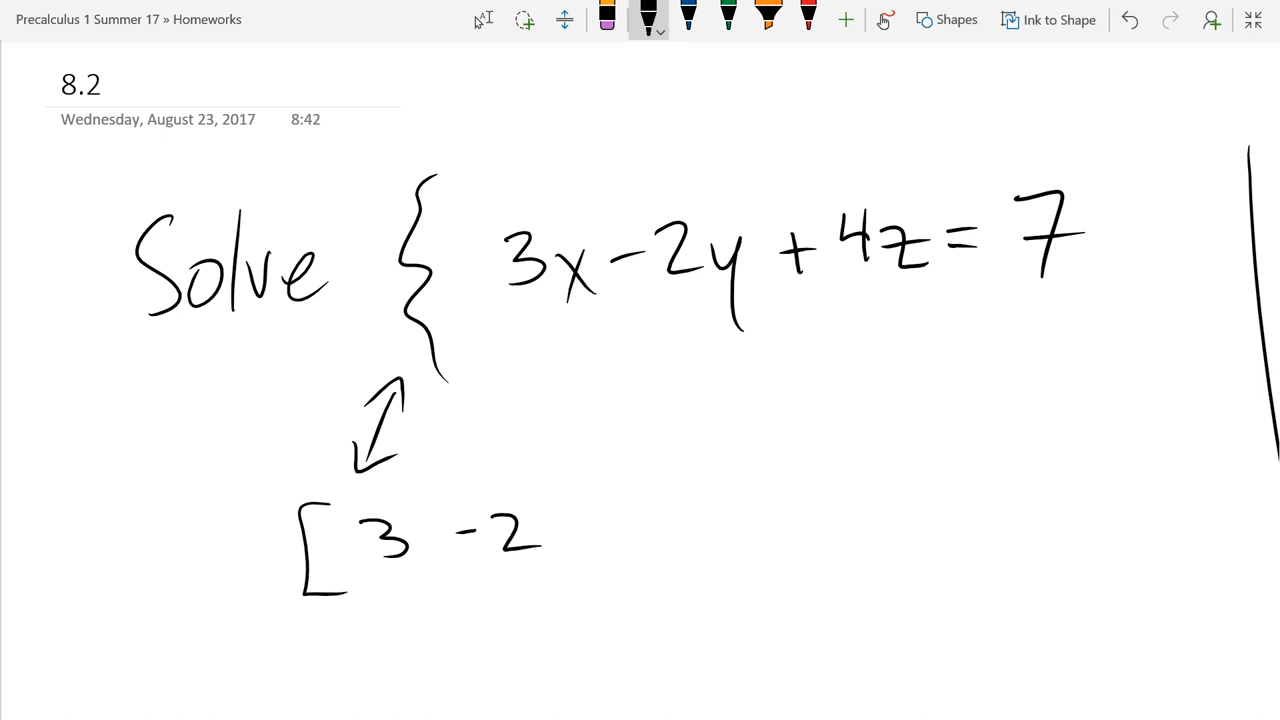 Precalculus 1 Summer 17 » Homeworks
Shapes
Ink to Shape
8.2
Wednesday, August 23, 2017 8:42
Solve { 3x-2y+4z=7
[ 3 -2